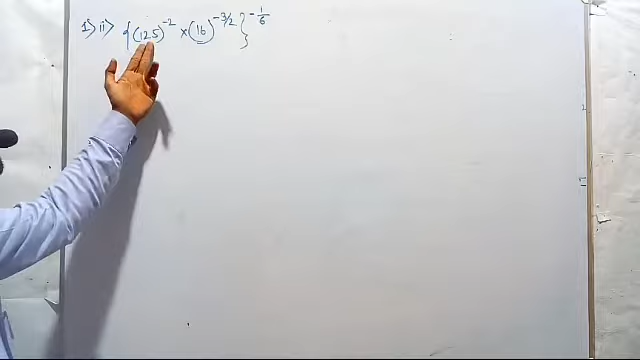 1) ii) {(125)^-2 × (16)^-3/2}^-1/6